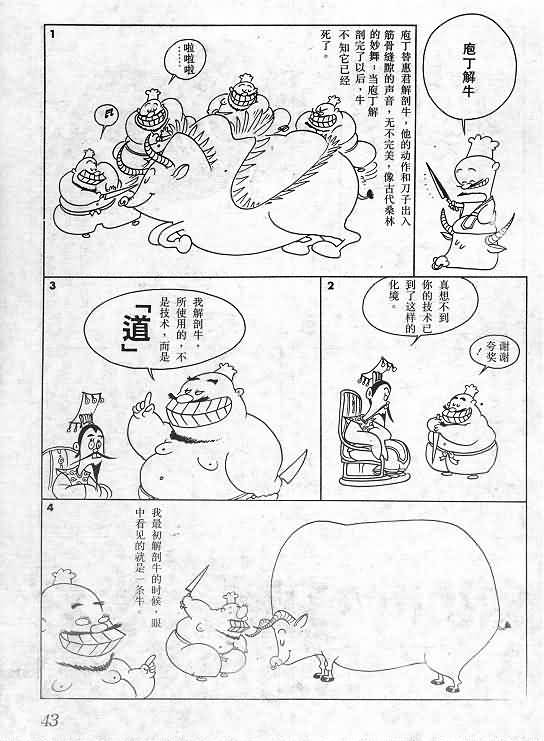 庖丁解牛
1
庖丁替惠君解剖牛，他的动作和刀子出入
筋骨缝隙的声音，无不完美，像古代桑林
的妙舞；当庖丁解
剖完了以后，牛
不知它已经
死了。
啦啦
啦啦
……
2
真想不到
你的技术已
到了这样的
化境。
谢谢
夸奖
！
3
我解剖牛，
所使用的，不
是技术，而是
「道」
4
我最初解剖牛的时候，眼
中看见的就是一条牛
43